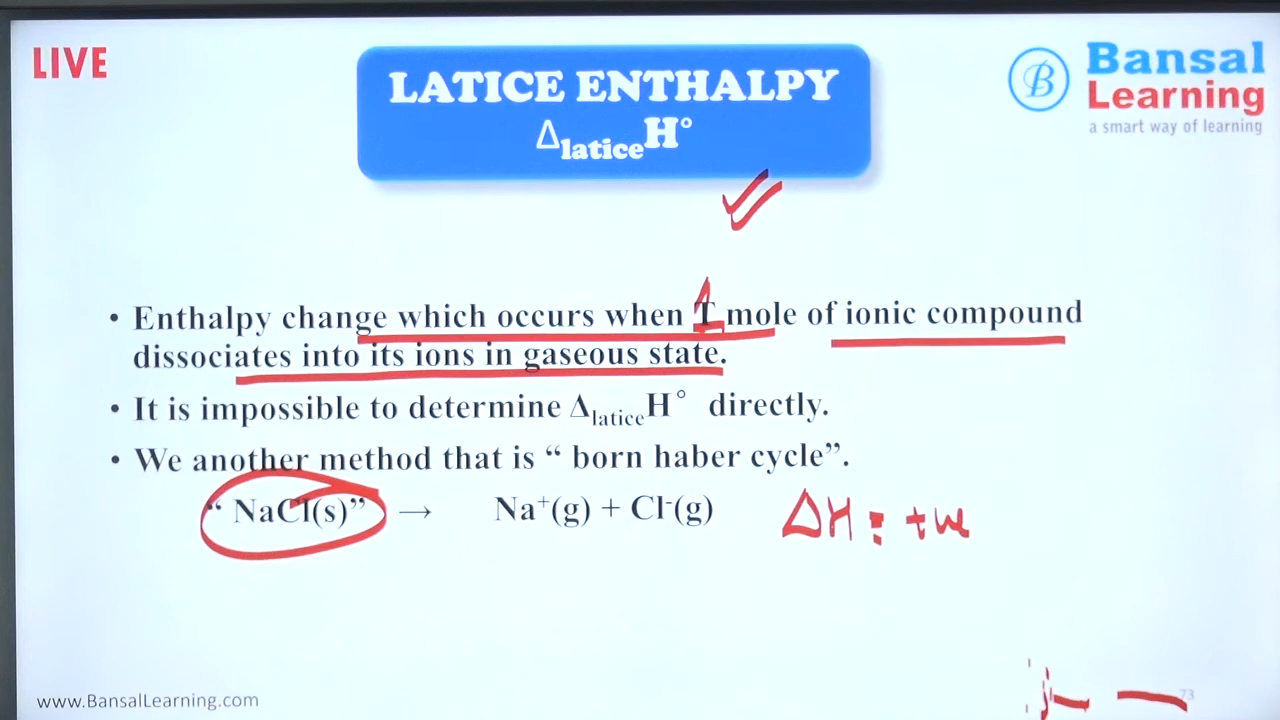 LIVE
LATICE ENTHALPY
ΔlaticeH°
Bansal
Learning
a smart way of learning
• Enthalpy change which occurs when 1 mole of ionic compound
dissociates into its ions in gaseous state.
• It is impossible to determine ΔlaticeH° directly.
• We another method that is “ born haber cycle”.
“ NaCl(s)” → Na⁺(g) + Cl⁻(g) ΔH : +ve
www.BansalLearning.com
73